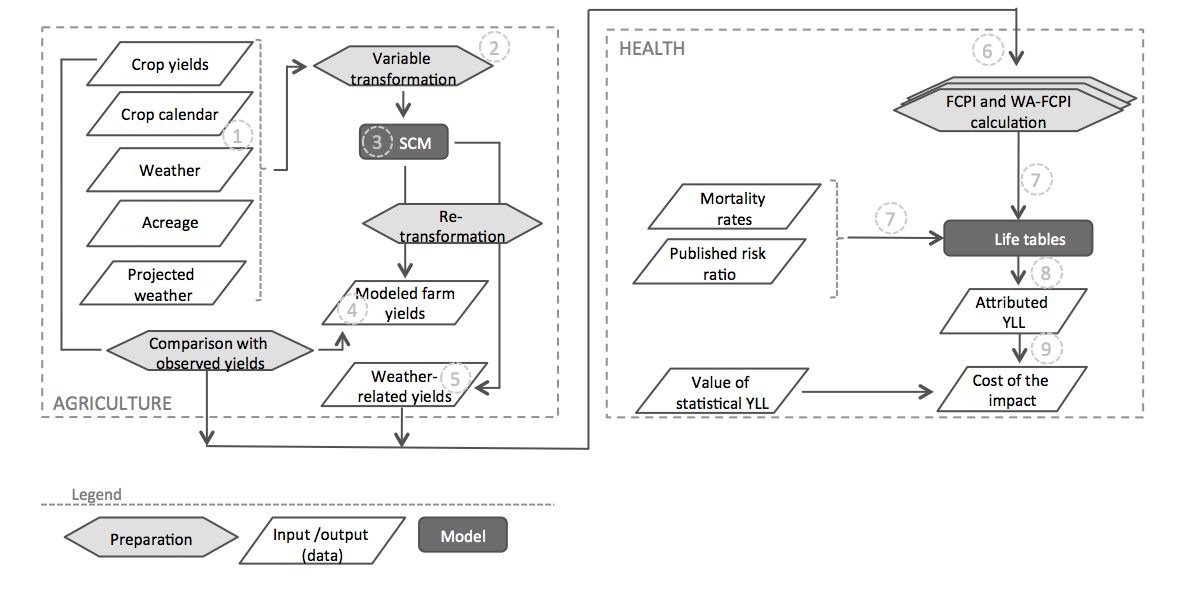 Crop yields
Crop calendar
1
Weather
Acreage
Projected
weather
Variable
transformation
2
3
SCM
Re-
transformation
Modeled farm
yields
4
Comparison with
observed yields
Weather-
related yields
5
AGRICULTURE
HEALTH
6
FCPI and WA-FCPI
calculation
7
Mortality
rates
Published risk
ratio
7
Life tables
8
Attributed
YLL
9
Value of
statistical YLL
Cost of the
impact
Legend
Preparation
Input /output
(data)
Model